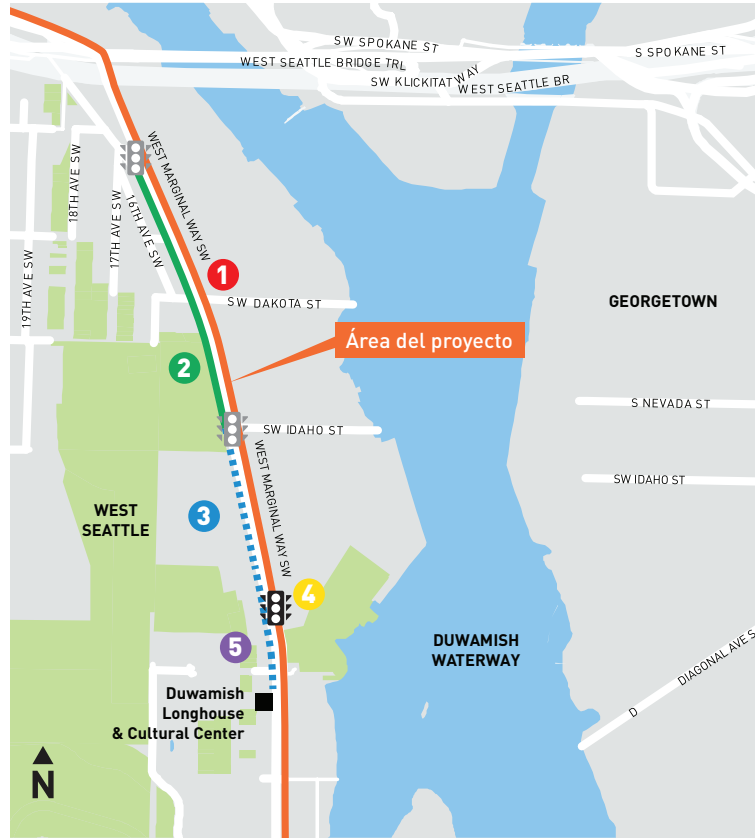 SW SPOKANE ST
S SPOKANE ST
WEST SEATTLE BRIDGE TRL
SW KLICKITAT WAY
WEST SEATTLE BR
WEST MARGINAL WAY SW
18TH AVE SW
17TH AVE SW
16TH AVE SW
19TH AVE SW
1
SW DAKOTA ST
GEORGETOWN
Área del proyecto
2
S NEVADA ST
SW IDAHO ST
WEST MARGINAL WAY SW
SW IDAHO ST
WEST
SEATTLE
3
4
5
DUWAMISH
WATERWAY
DIAGONAL AVE S
D
Duwamish
Longhouse
& Cultural Center
N